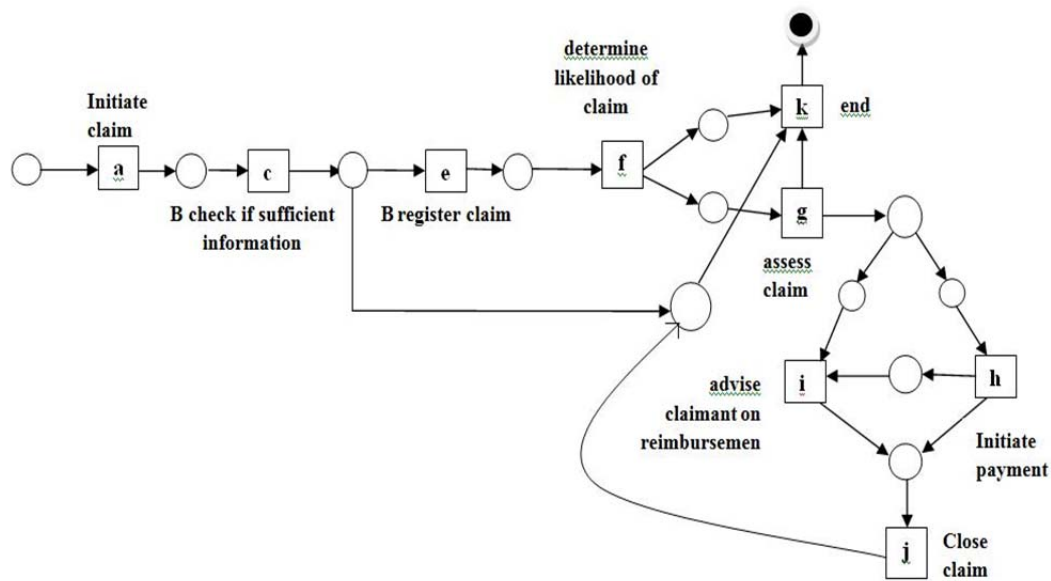 Initiate
claim
a
c
B check if sufficient
information
e
B register claim
determine
likelihood of
claim
f
k
end
g
assess
claim
i
advise
claimant on
reimbursemen
h
Initiate
payment
j
Close
claim